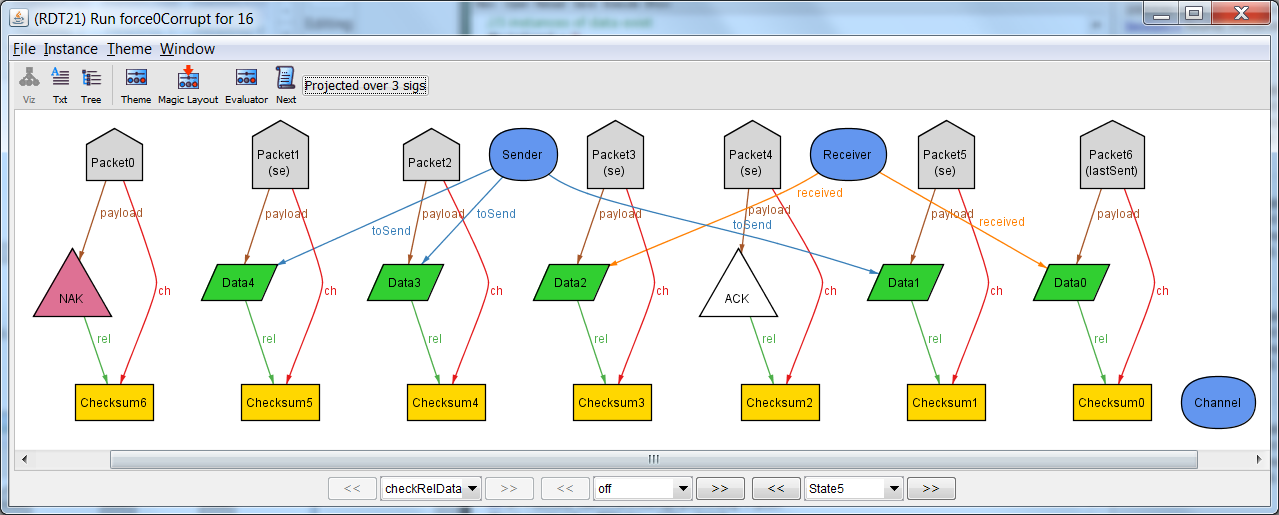 (RDT21) Run force0Corrupt for 16
File Instance Theme Window
Viz Txt Tree Theme Magic Layout Evaluator Next Projected over 3 sigs
Packet0 Packet1 (se) Packet2 Sender Packet3 (se) Packet4 (se) Receiver Packet5 (se) Packet6 (lastSent)
received
payload payload payload toSend payload payload payload payload
toSend toSend received
NAK Data4 Data3 Data2 ACK Data1 Data0
ch ch ch ch ch ch ch
rel rel rel rel rel rel rel
Checksum6 Checksum5 Checksum4 Checksum3 Checksum2 Checksum1 Checksum0 Channel
<< checkRelData >> << off >> << State5 >>